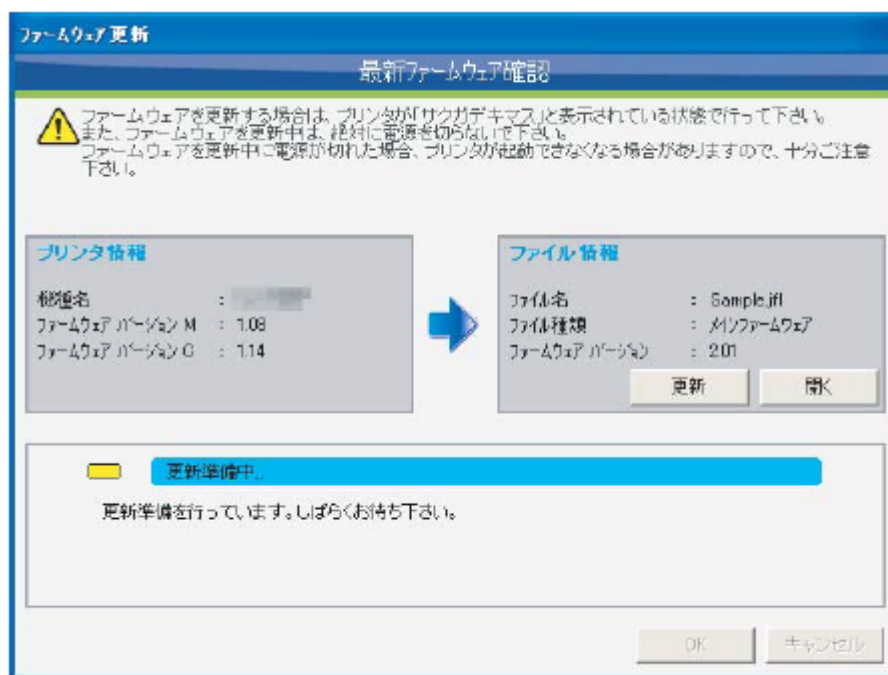 ファームウェア更新
最新ファームウェア確認
ファームウェアを更新する場合は、プリンタが「サクガデキマス」と表示されている状態で行って下さい。
また、ファームウェアを更新中は、絶対に電源を切らないで下さい。
ファームウェアを更新中に電源が切れた場合、プリンタが起動できなくなる場合がありますので、十分ご注意
下さい。
プリンタ情報
機種名 :
ファームウェア バージョン M : 1.08
ファームウェア バージョン G : 1.14
ファイル情報
ファイル名 : Sample.jfl
ファイル種類 : メインファームウェア
ファームウェア バージョン : 2.01
更新 開く
更新準備中..
更新準備を行っています。しばらくお待ち下さい。
OK キャンセル